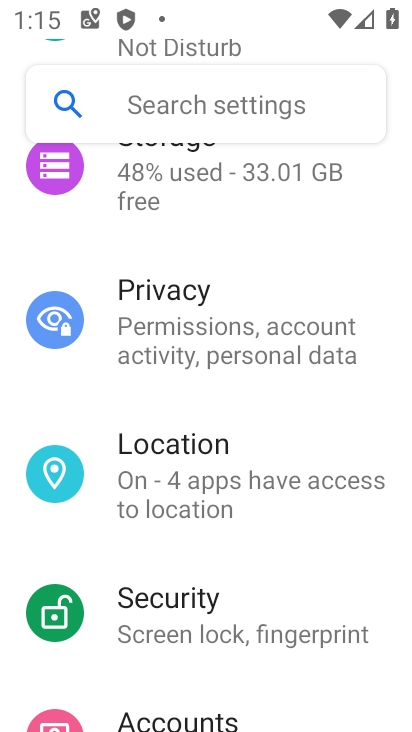 1:15
Not Disturb
Search settings
Storage
48% used - 33.01 GB
free
Privacy
Permissions, account
activity, personal data
Location
On - 4 apps have access
to location
Security
Screen lock, fingerprint
Accounts